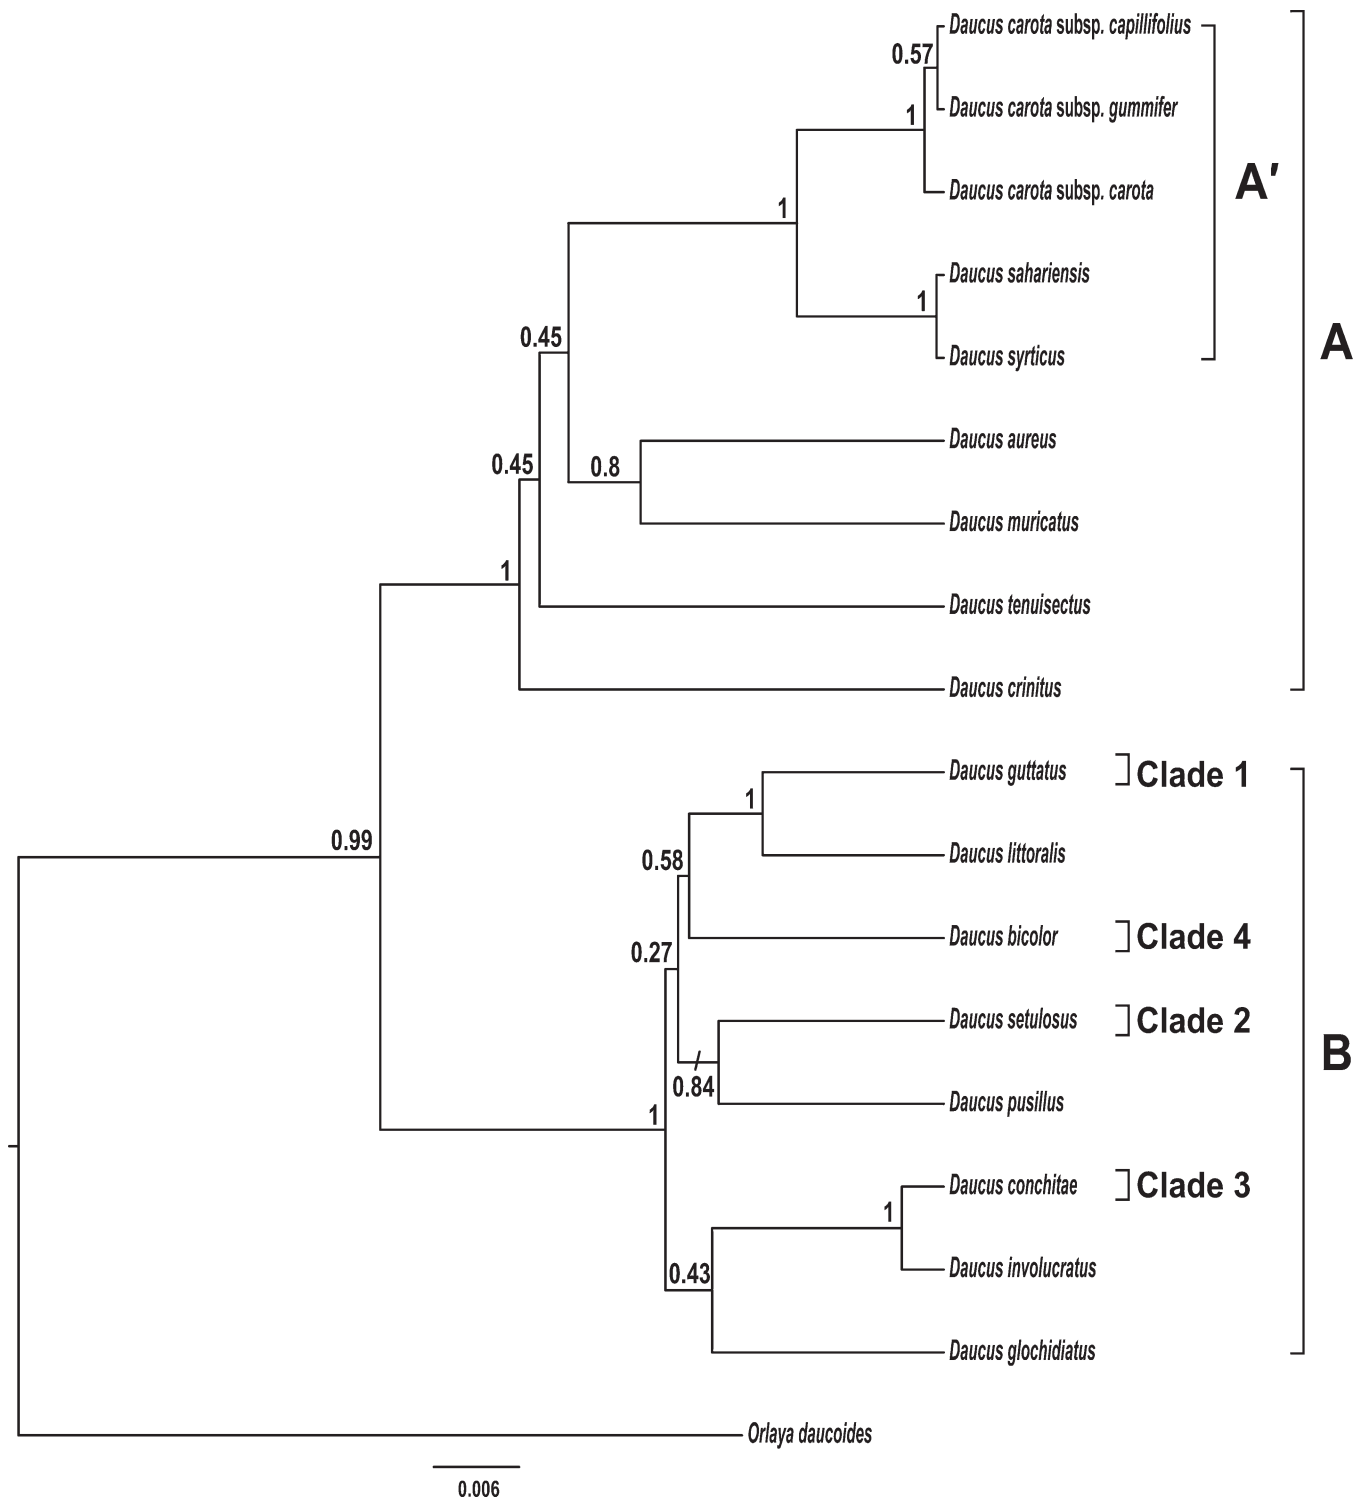 Daucus carota subsp. capillifolius
0.57
Daucus carota subsp. gummifer
1
A′
Daucus carota subsp. carota
1
Daucus sahariensis
1
0.45
A
Daucus syrticus
Daucus aureus
0.45
0.8
Daucus muricatus
1
Daucus tenuisectus
Daucus crinitus
Daucus guttatus
Clade 1
1
0.99
0.58
Daucus littoralis
Daucus bicolor
Clade 4
0.27
Daucus setulosus
Clade 2
B
0.84
Daucus pusillus
1
Daucus conchitae
Clade 3
1
0.43
Daucus involucratus
Daucus glochidiatus
Orlaya daucoides
0.006